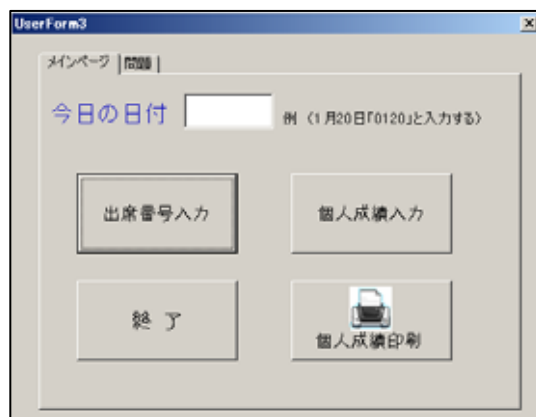 UserForm3
メインページ 問題
今日の日付 例 (1月20日「0120」と入力する)
出席番号入力 個人成績入力
終 了 個人成績印刷